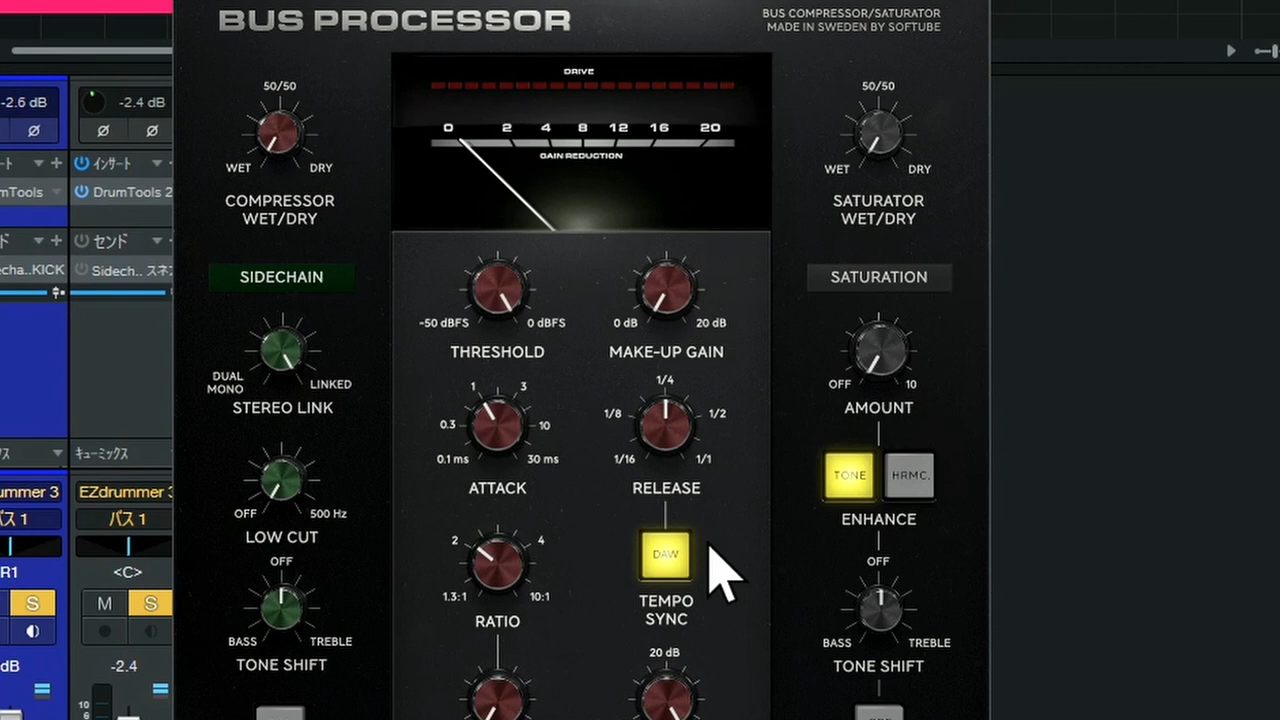 BUS PROCESSOR
BUS COMPRESSOR/SATURATOR
MADE IN SWEDEN BY SOFTUBE
-2.6 dB
-2.4 dB
インサート
DrumTools 2
センド
Sidech.. スネ
キューミックス
EZdrummer 3
バス 1
<C>
M
S
-2.4
10
6
ummer 3
R1
S
dB
50/50
WET
DRY
COMPRESSOR
WET/DRY
SIDECHAIN
DUAL
MONO
LINKED
STEREO LINK
OFF
500 Hz
LOW CUT
OFF
BASS
TREBLE
TONE SHIFT
DRIVE
0 2 4 8 12 16 20
GAIN REDUCTION
-50 dBFS
0 dBFS
THRESHOLD
0 dB
20 dB
MAKE-UP GAIN
1
3
0.3
10
0.1 ms
30 ms
ATTACK
1/4
1/8
1/2
1/16
1/1
RELEASE
2
4
1.3:1
10:1
RATIO
DAW
TEMPO
SYNC
20 dB
50/50
WET
DRY
SATURATOR
WET/DRY
SATURATION
OFF
10
AMOUNT
TONE
HRMC.
ENHANCE
OFF
BASS
TREBLE
TONE SHIFT